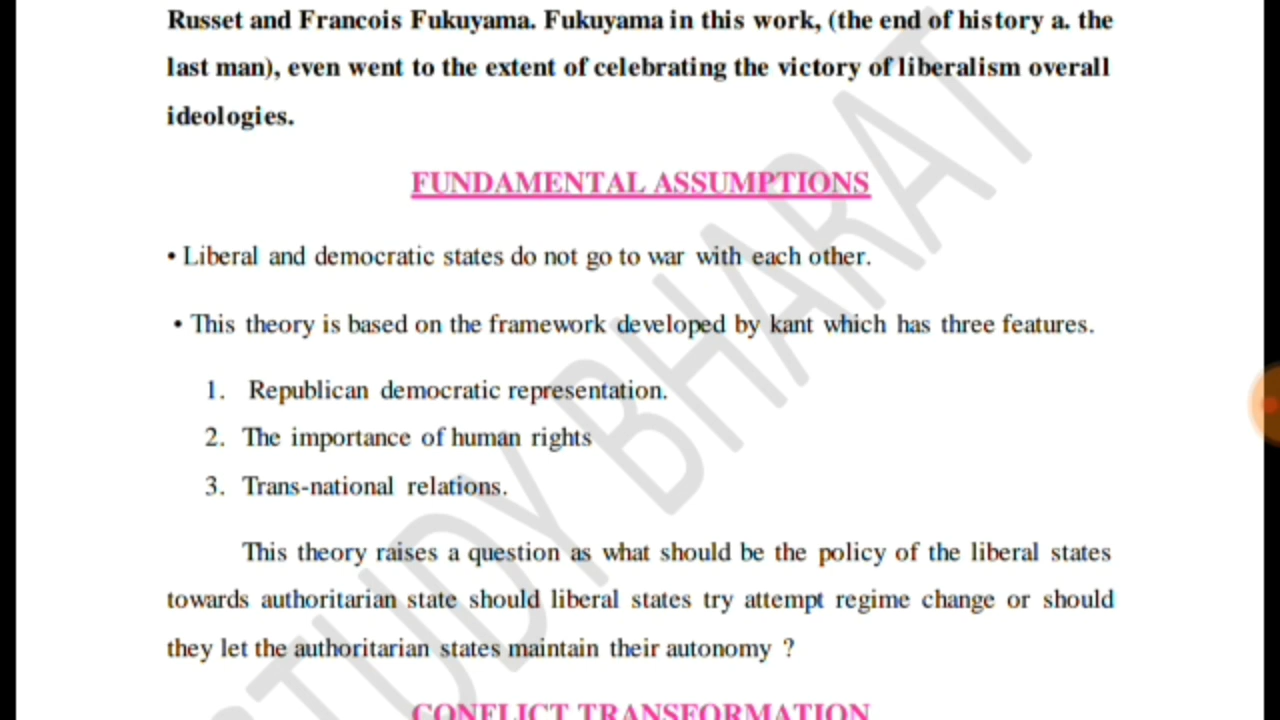 Russet and Francois Fukuyama. Fukuyama in this work, (the end of history a. the
last man), even went to the extent of celebrating the victory of liberalism overall
ideologies.
FUNDAMENTAL ASSUMPTIONS
• Liberal and democratic states do not go to war with each other.
• This theory is based on the framework developed by kant which has three features.
1. Republican democratic representation.
2. The importance of human rights
3. Trans-national relations.
This theory raises a question as what should be the policy of the liberal states
towards authoritarian state should liberal states try attempt regime change or should
they let the authoritarian states maintain their autonomy ?
CONFLICT TRANSFORMATION
STUDY BHARAT